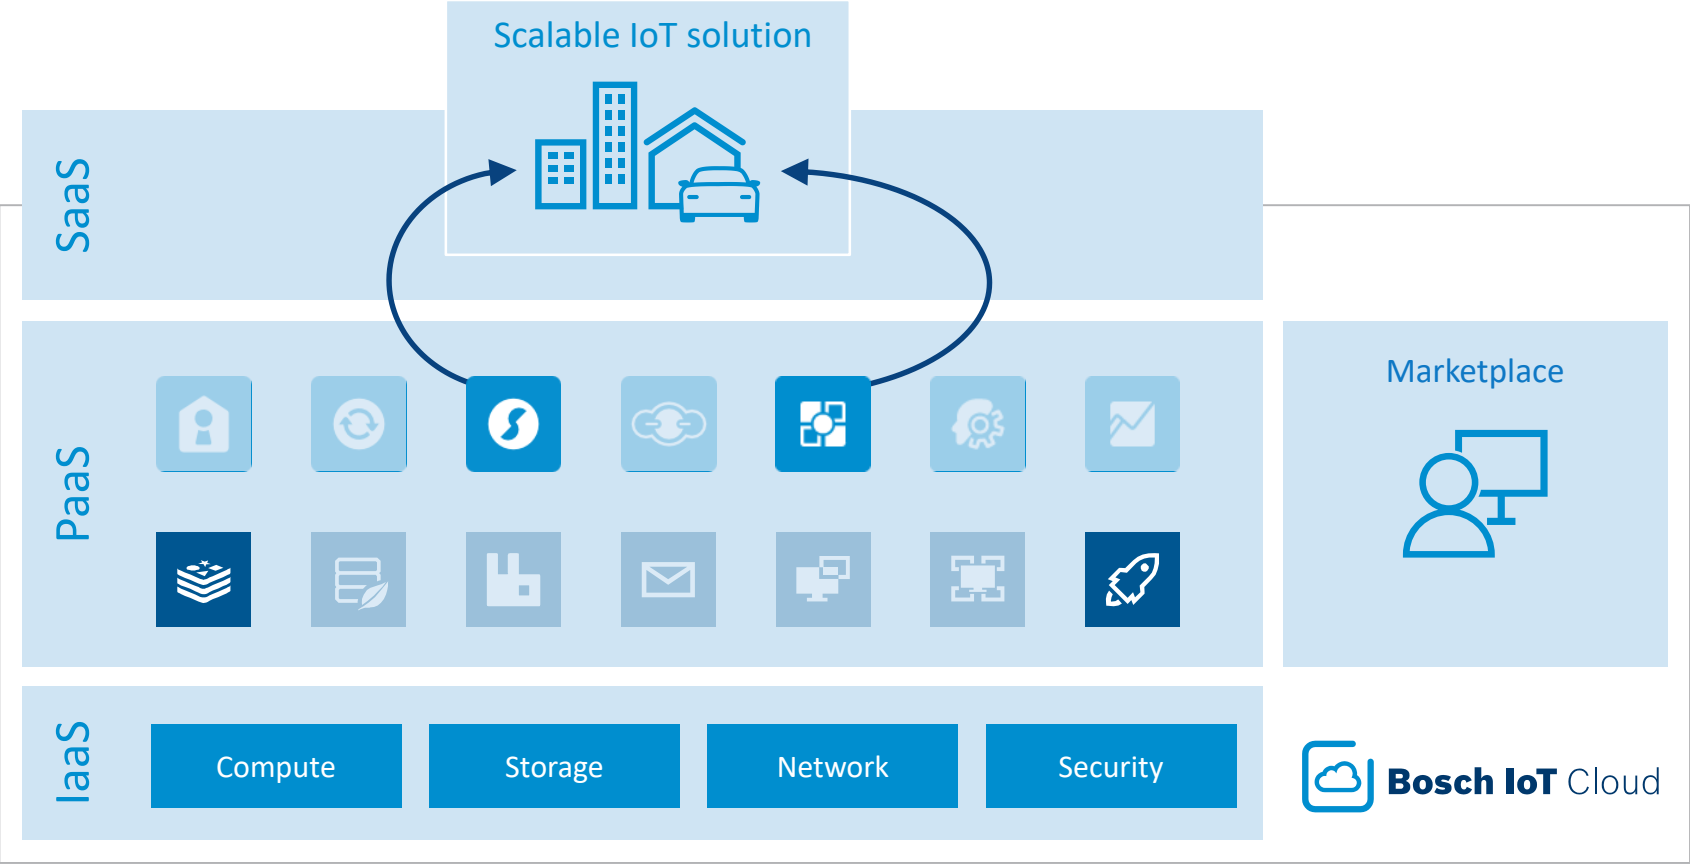 Scalable IoT solution
SaaS
PaaS
Marketplace
IaaS
Compute
Storage
Network
Security
Bosch IoT Cloud